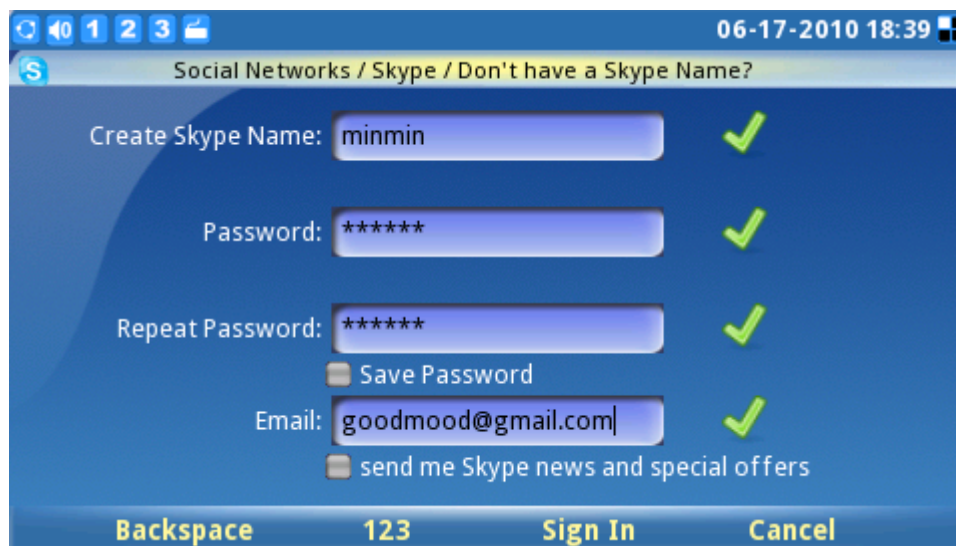 1 2 3 06-17-2010 18:39
S Social Networks / Skype / Don't have a Skype Name?
Create Skype Name: minmin
Password: ******
Repeat Password: ******
Save Password
Email: goodmood@gmail.com
send me Skype news and special offers
Backspace 123 Sign In Cancel